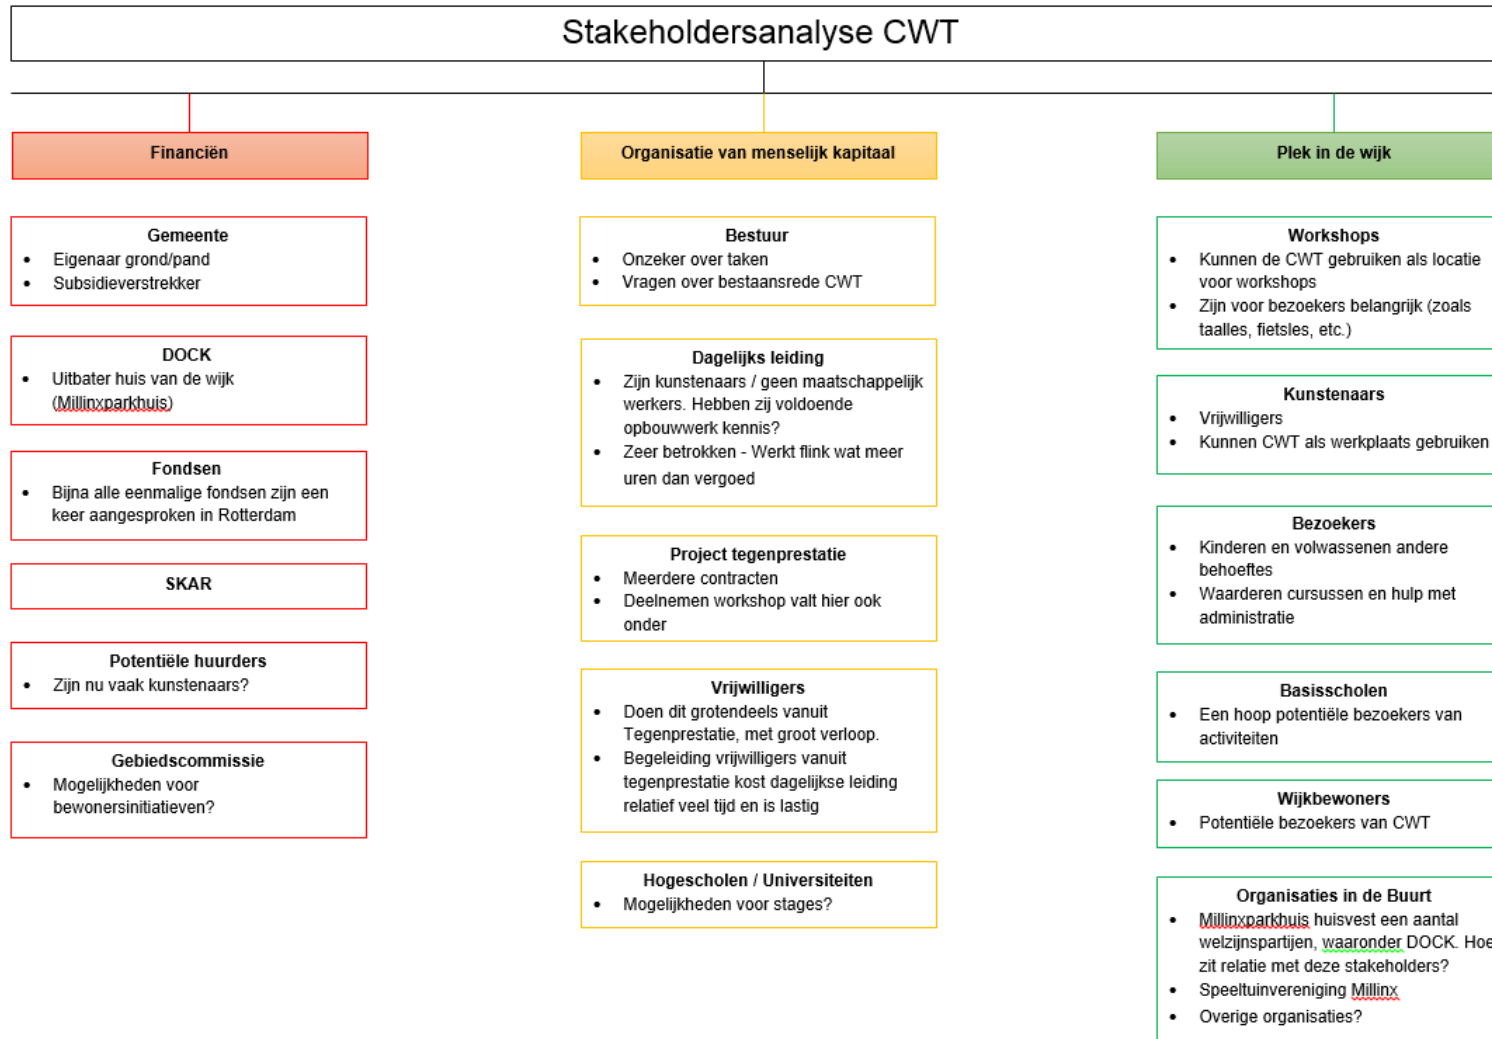 Stakeholdersanalyse CWT
Financiën
Gemeente
• Eigenaar grond/pand
• Subsidieverstrekker
DOCK
• Uitbater huis van de wijk
(Millinxparkhuis)
Fondsen
• Bijna alle eenmalige fondsen zijn een
keer aangesproken in Rotterdam
SKAR
Potentiële huurders
• Zijn nu vaak kunstenaars?
Gebiedscommissie
• Mogelijkheden voor
bewonersinitiatieven?
Organisatie van menselijk kapitaal
Bestuur
• Onzeker over taken
• Vragen over bestaansrede CWT
Dagelijks leiding
• Zijn kunstenaars / geen maatschappelijk
werkers. Hebben zij voldoende
opbouwwerk kennis?
• Zeer betrokken - Werkt flink wat meer
uren dan vergoed
Project tegenprestatie
• Meerdere contracten
• Deelnemen workshop valt hier ook
onder
Vrijwilligers
• Doen dit grotendeels vanuit
Tegenprestatie, met groot verloop.
• Begeleiding vrijwilligers vanuit
tegenprestatie kost dagelijkse leiding
relatief veel tijd en is lastig
Hogescholen / Universiteiten
• Mogelijkheden voor stages?
Plek in de wijk
Workshops
• Kunnen de CWT gebruiken als locatie
voor workshops
• Zijn voor bezoekers belangrijk (zoals
taalles, fietsles, etc.)
Kunstenaars
• Vrijwilligers
• Kunnen CWT als werkplaats gebruiken
Bezoekers
• Kinderen en volwassenen andere
behoeftes
• Waarderen cursussen en hulp met
administratie
Basisscholen
• Een hoop potentiële bezoekers van
activiteiten
Wijkbewoners
• Potentiële bezoekers van CWT
Organisaties in de Buurt
• Millinxparkhuis huisvest een aantal
welzijnspartijen, waaronder DOCK. Hoe
zit relatie met deze stakeholders?
• Speeltuinvereniging Millinx
• Overige organisaties?